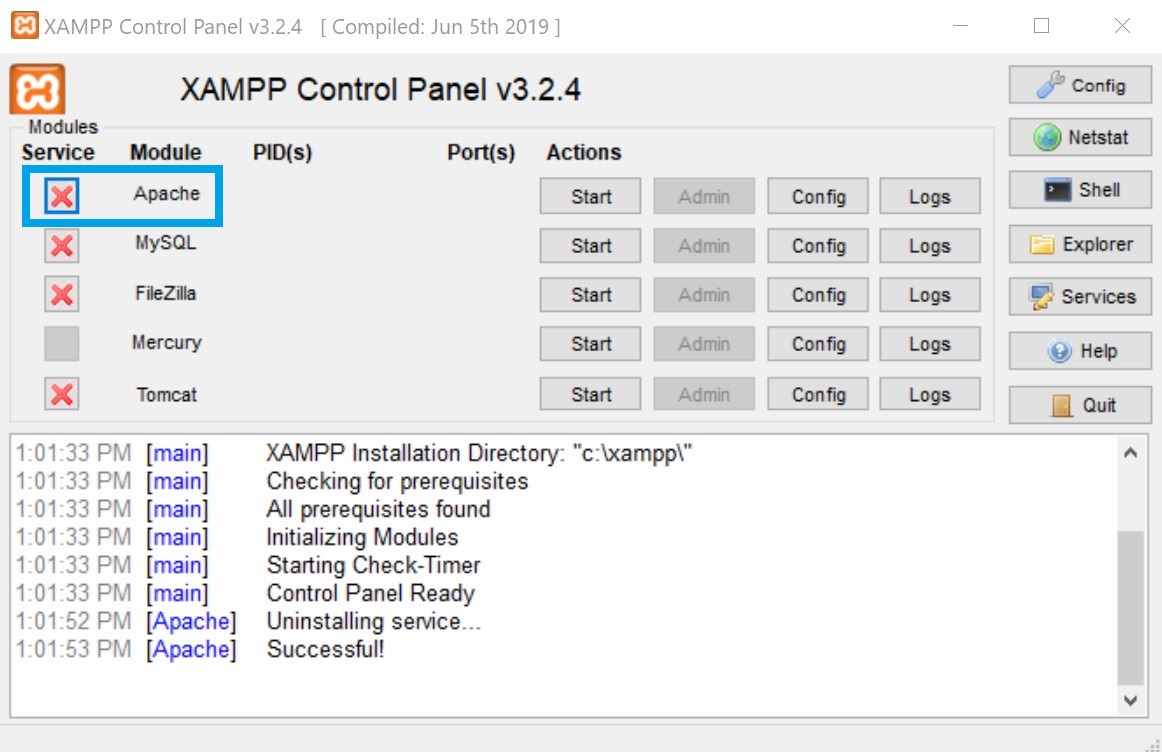 XAMPP Control Panel v3.2.4 [ Compiled: Jun 5th 2019 ]
XAMPP Control Panel v3.2.4
Config
Modules
Service Module PID(s) Port(s) Actions
Netstat
Apache Start Admin Config Logs
Shell
MySQL Start Admin Config Logs
Explorer
FileZilla Start Admin Config Logs
Services
Mercury Start Admin Config Logs
Help
Tomcat Start Admin Config Logs
Quit
1:01:33 PM [main] XAMPP Installation Directory: "c:\xampp\"
1:01:33 PM [main] Checking for prerequisites
1:01:33 PM [main] All prerequisites found
1:01:33 PM [main] Initializing Modules
1:01:33 PM [main] Starting Check-Timer
1:01:33 PM [main] Control Panel Ready
1:01:52 PM [Apache] Uninstalling service...
1:01:53 PM [Apache] Successful!